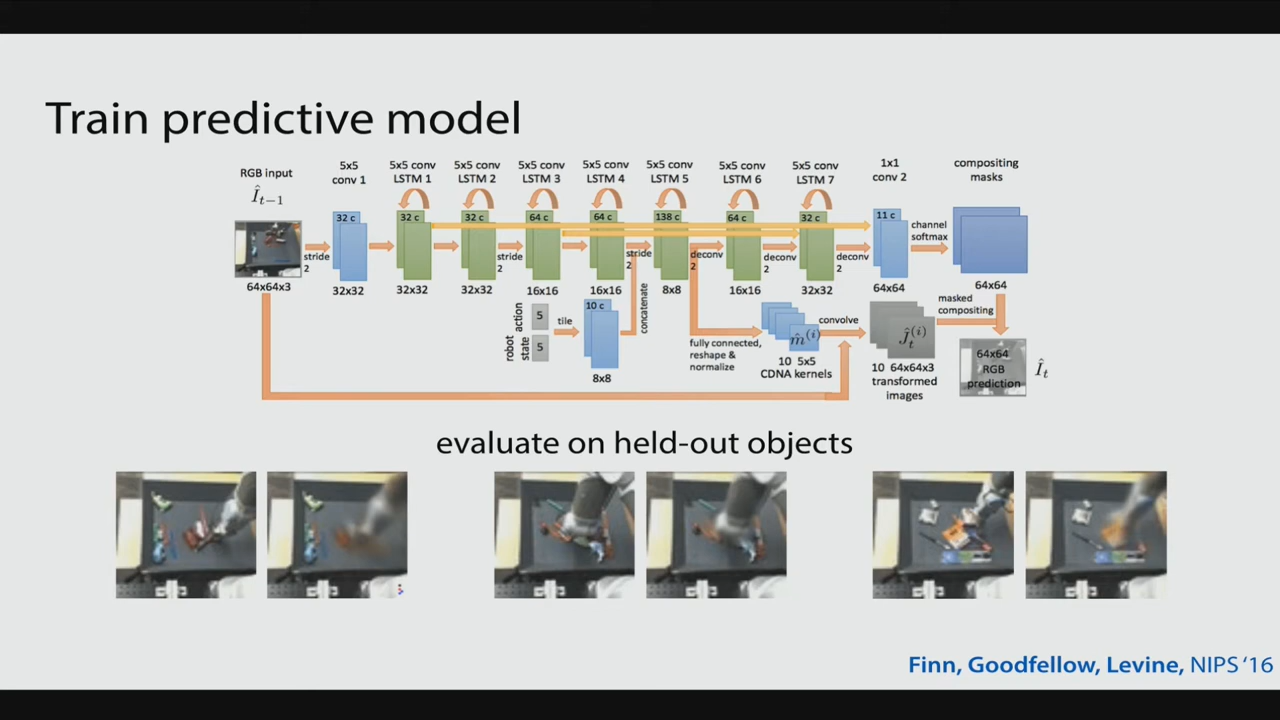 Train predictive model
RGB input
Î_{t−1}
64x64x3
stride
2
5x5
conv 1
32 c
32x32
5x5 conv
LSTM 1
32 c
32x32
5x5 conv
LSTM 2
32 c
32x32
stride
2
5x5 conv
LSTM 3
64 c
16x16
5x5 conv
LSTM 4
64 c
16x16
stride
2
5x5 conv
LSTM 5
138 c
8x8
deconv
2
5x5 conv
LSTM 6
64 c
16x16
deconv
2
5x5 conv
LSTM 7
32 c
32x32
deconv
2
1x1
conv 2
11 c
64x64
channel
softmax
compositing
masks
64x64
robot
state
action
5
5
tile
10 c
8x8
concatenate
fully connected,
reshape &
normalize
m̂^{(i)}
10 5x5
CDNA kernels
convolve
Ĵ_t^{(i)}
10 64x64x3
transformed
images
masked
compositing
64x64
RGB
prediction
Î_t
evaluate on held-out objects
Finn, Goodfellow, Levine, NIPS ‘16